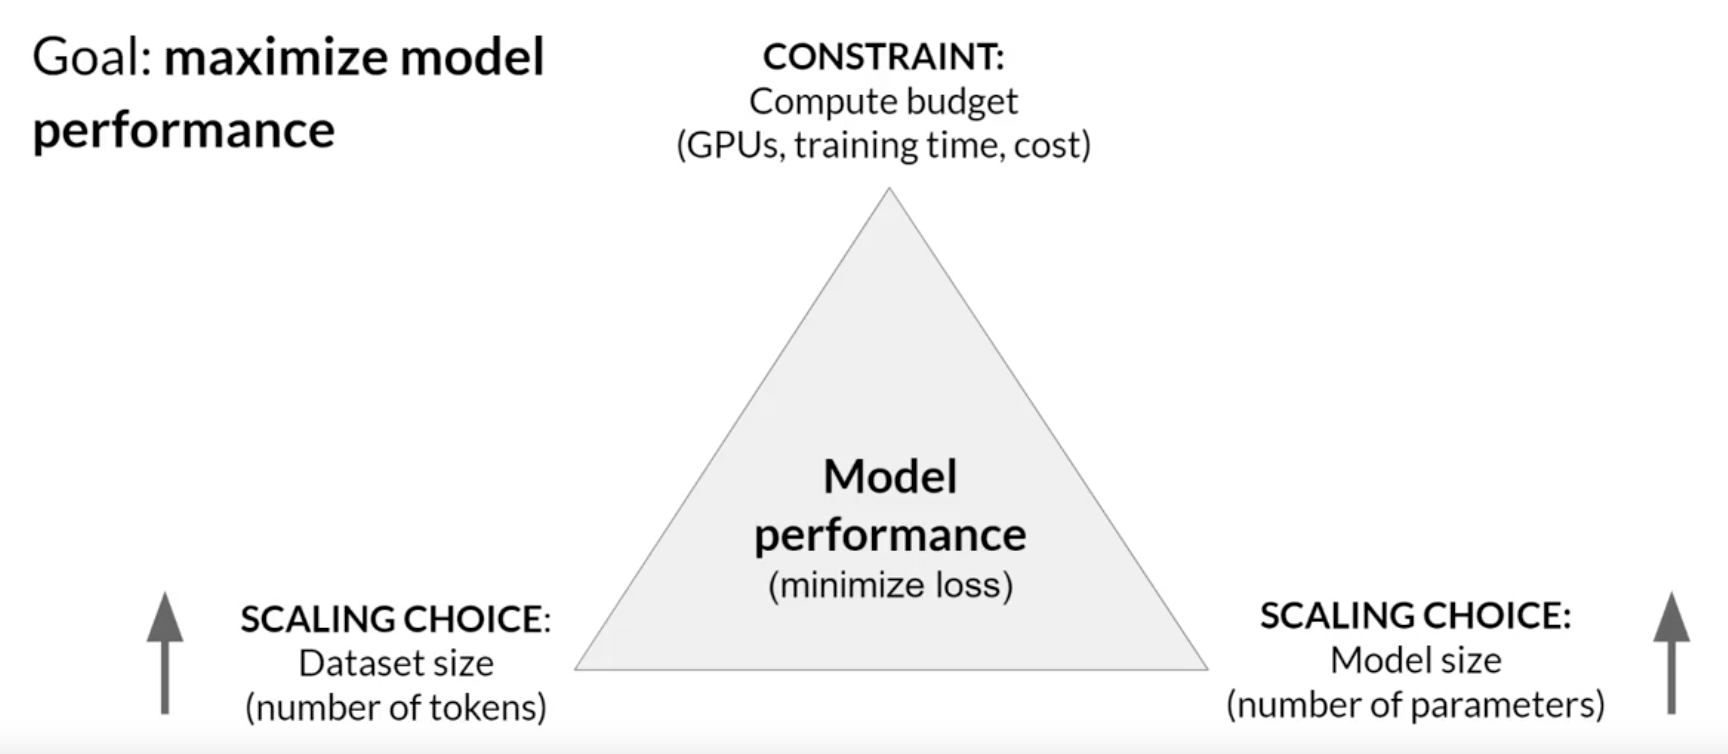 Goal: maximize model
performance
CONSTRAINT:
Compute budget
(GPUs, training time, cost)
Model
performance
(minimize loss)
SCALING CHOICE:
Dataset size
(number of tokens)
SCALING CHOICE:
Model size
(number of parameters)